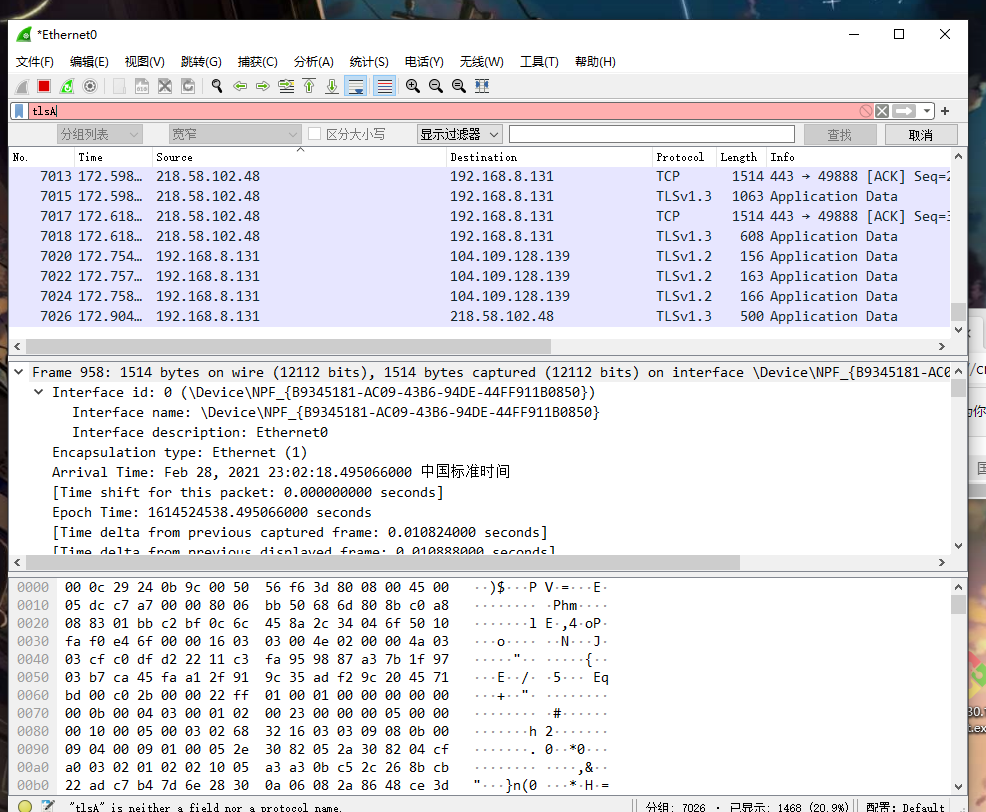 *Ethernet0
文件(F) 编辑(E) 视图(V) 跳转(G) 捕获(C) 分析(A) 统计(S) 电话(Y) 无线(W) 工具(T) 帮助(H)
tlsA
分组列表 宽窄 区分大小写 显示过滤器 查找 取消
No. Time Source Destination Protocol Length Info
7013 172.598… 218.58.102.48 192.168.8.131 TCP 1514 443 → 49888 [ACK] Seq=2
7015 172.598… 218.58.102.48 192.168.8.131 TLSv1.3 1063 Application Data
7017 172.618… 218.58.102.48 192.168.8.131 TCP 1514 443 → 49888 [ACK] Seq=3
7018 172.618… 218.58.102.48 192.168.8.131 TLSv1.3 608 Application Data
7020 172.754… 192.168.8.131 104.109.128.139 TLSv1.2 156 Application Data
7022 172.757… 192.168.8.131 104.109.128.139 TLSv1.2 163 Application Data
7024 172.758… 192.168.8.131 104.109.128.139 TLSv1.2 166 Application Data
7026 172.904… 192.168.8.131 218.58.102.48 TLSv1.3 500 Application Data
Frame 958: 1514 bytes on wire (12112 bits), 1514 bytes captured (12112 bits) on interface \Device\NPF_{B9345181-AC0
Interface id: 0 (\Device\NPF_{B9345181-AC09-43B6-94DE-44FF911B0850})
Interface name: \Device\NPF_{B9345181-AC09-43B6-94DE-44FF911B0850}
Interface description: Ethernet0
Encapsulation type: Ethernet (1)
Arrival Time: Feb 28, 2021 23:02:18.495066000 中国标准时间
[Time shift for this packet: 0.000000000 seconds]
Epoch Time: 1614524538.495066000 seconds
[Time delta from previous captured frame: 0.010824000 seconds]
[Time delta from previous displayed frame: 0.010888000 seconds]
0000 00 0c 29 24 0b 9c 00 50 56 f6 3d 80 08 00 45 00 ··)$···P V·=···E·
0010 05 dc c7 a7 00 00 80 06 bb 50 68 6d 80 8b c0 a8 ········ ·Phm····
0020 08 83 01 bb c2 bf 0c 6c 45 8a 2c 34 04 6f 50 10 ·······l E·,4·oP·
0030 fa f0 e4 6f 00 00 16 03 03 00 4e 02 00 00 4a 03 ···o···· ··N···J·
0040 03 cf c0 df d2 22 11 c3 fa 95 98 87 a3 7b 1f 97 ·····"·· ·····{··
0050 03 b7 ca 45 fa a1 2f 91 9c 35 ad f2 9c 20 45 71 ···E··/· ·5··· Eq
0060 bd 00 c0 2b 00 00 22 ff 01 00 01 00 00 00 00 00 ···+··"· ········
0070 00 0b 00 04 03 00 01 02 00 23 00 00 00 05 00 00 ········ ·#······
0080 00 10 00 05 00 03 02 68 32 16 03 03 09 08 0b 00 ·······h 2·······
0090 09 04 00 09 01 00 05 2e 30 82 05 2a 30 82 04 cf ·······. 0··*0···
00a0 a0 03 02 01 02 02 10 05 a3 a3 0b c5 2c 26 8b cb ········ ····,&··
00b0 22 ad c7 b4 7d 6e 28 30 0a 06 08 2a 86 48 ce 3d "···}n(0 ···*·H·=
"tlsA" is neither a field nor a protocol name. 分组: 7026 · 已显示: 1468 (20.9%) 配置: Default